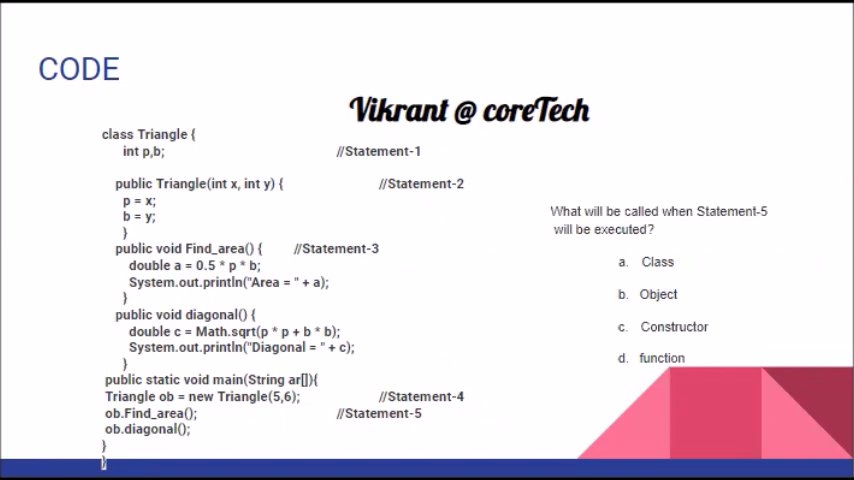 CODE
Vikrant @ coreTech
class Triangle {
int p,b; //Statement-1
public Triangle(int x, int y) { //Statement-2
p = x;
b = y;
}
public void Find_area() { //Statement-3
double a = 0.5 * p * b;
System.out.println("Area = " + a);
}
public void diagonal() {
double c = Math.sqrt(p * p + b * b);
System.out.println("Diagonal = " + c);
}
public static void main(String ar[]){
Triangle ob = new Triangle(5,6); //Statement-4
ob.Find_area(); //Statement-5
ob.diagonal();
}
}
What will be called when Statement-5
will be executed?
a. Class
b. Object
c. Constructor
d. function